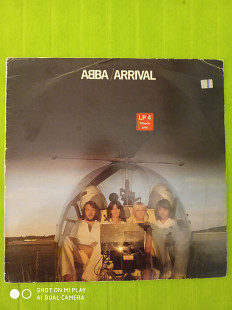 ABBA / ARRIVAL
LP 4
SHOT ON MI PLAY
AI DUAL CAMERA